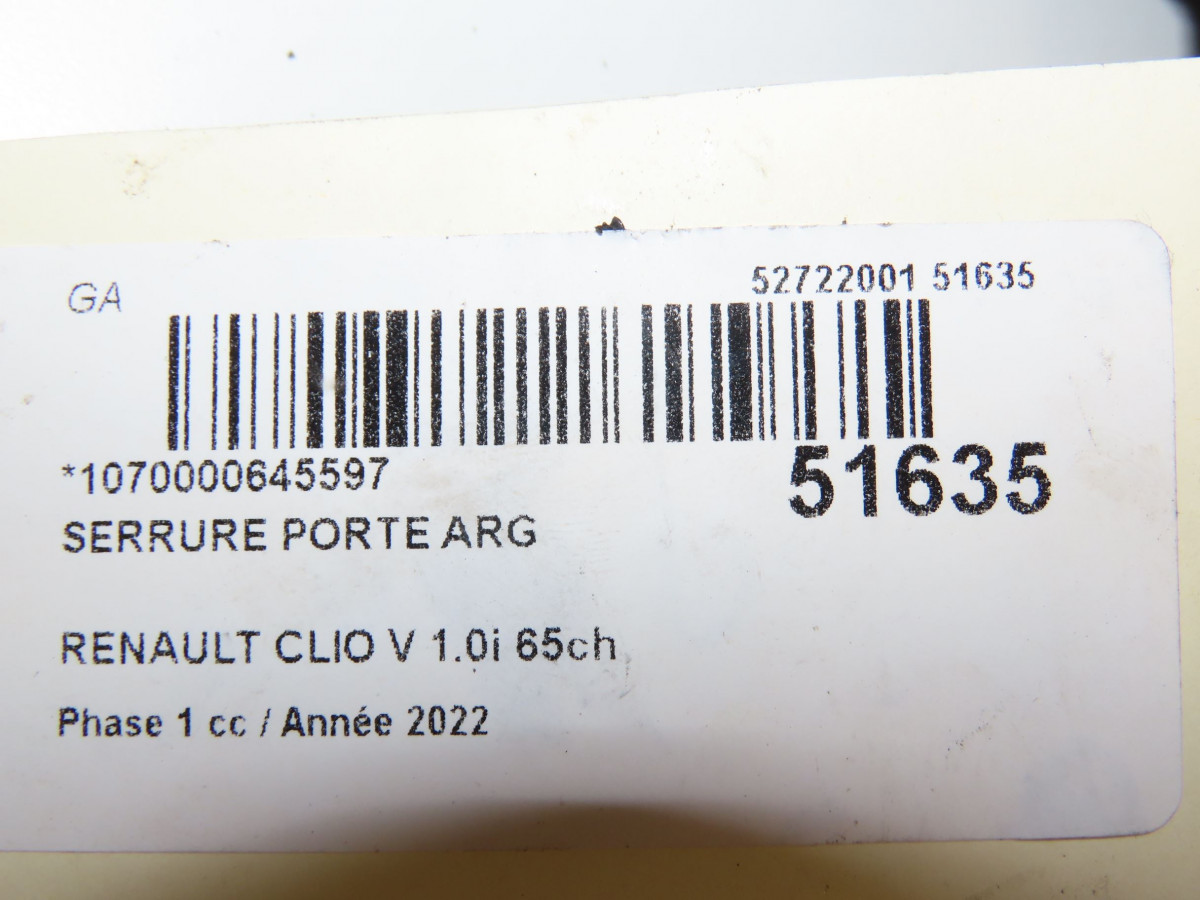 GA
52722001 51635
*1070000645597
51635
SERRURE PORTE ARG
RENAULT CLIO V 1.0i 65ch
Phase 1 cc / Année 2022